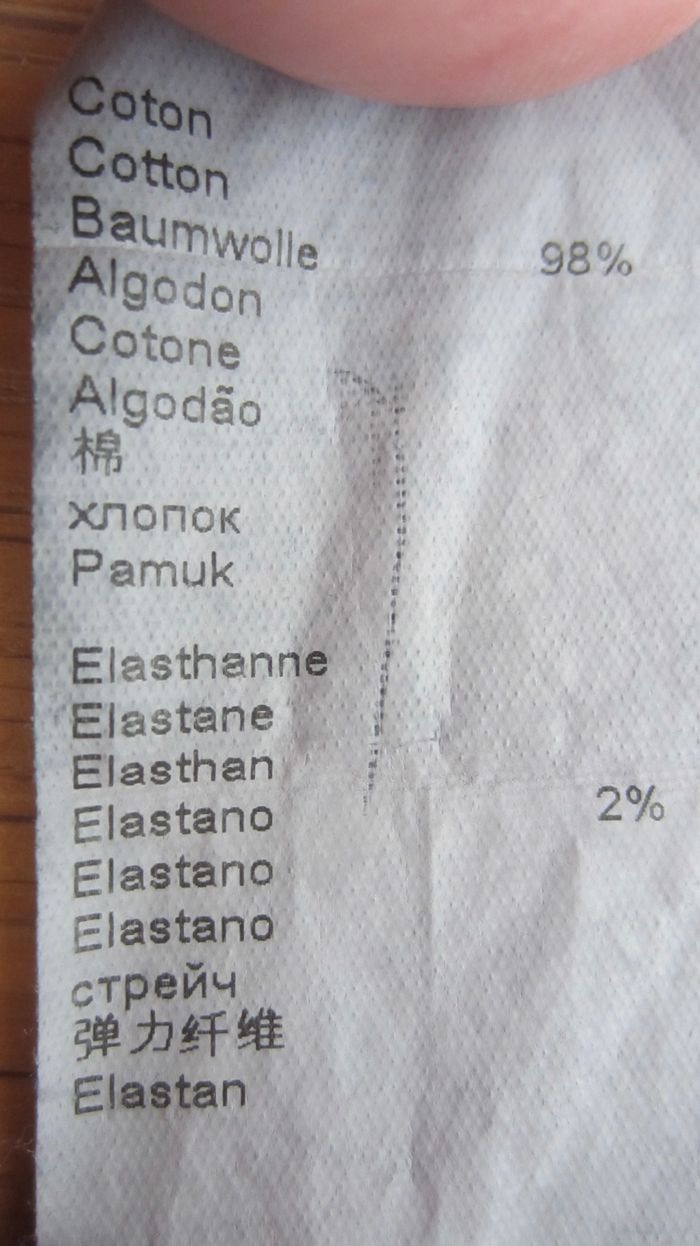 Coton
Cotton
Baumwolle 98%
Algodon
Cotone
Algodão
棉
хлопок
Pamuk
Elasthanne
Elastane
Elasthan
Elastano 2%
Elastano
Elastano
стрейч
弹力纤维
Elastan